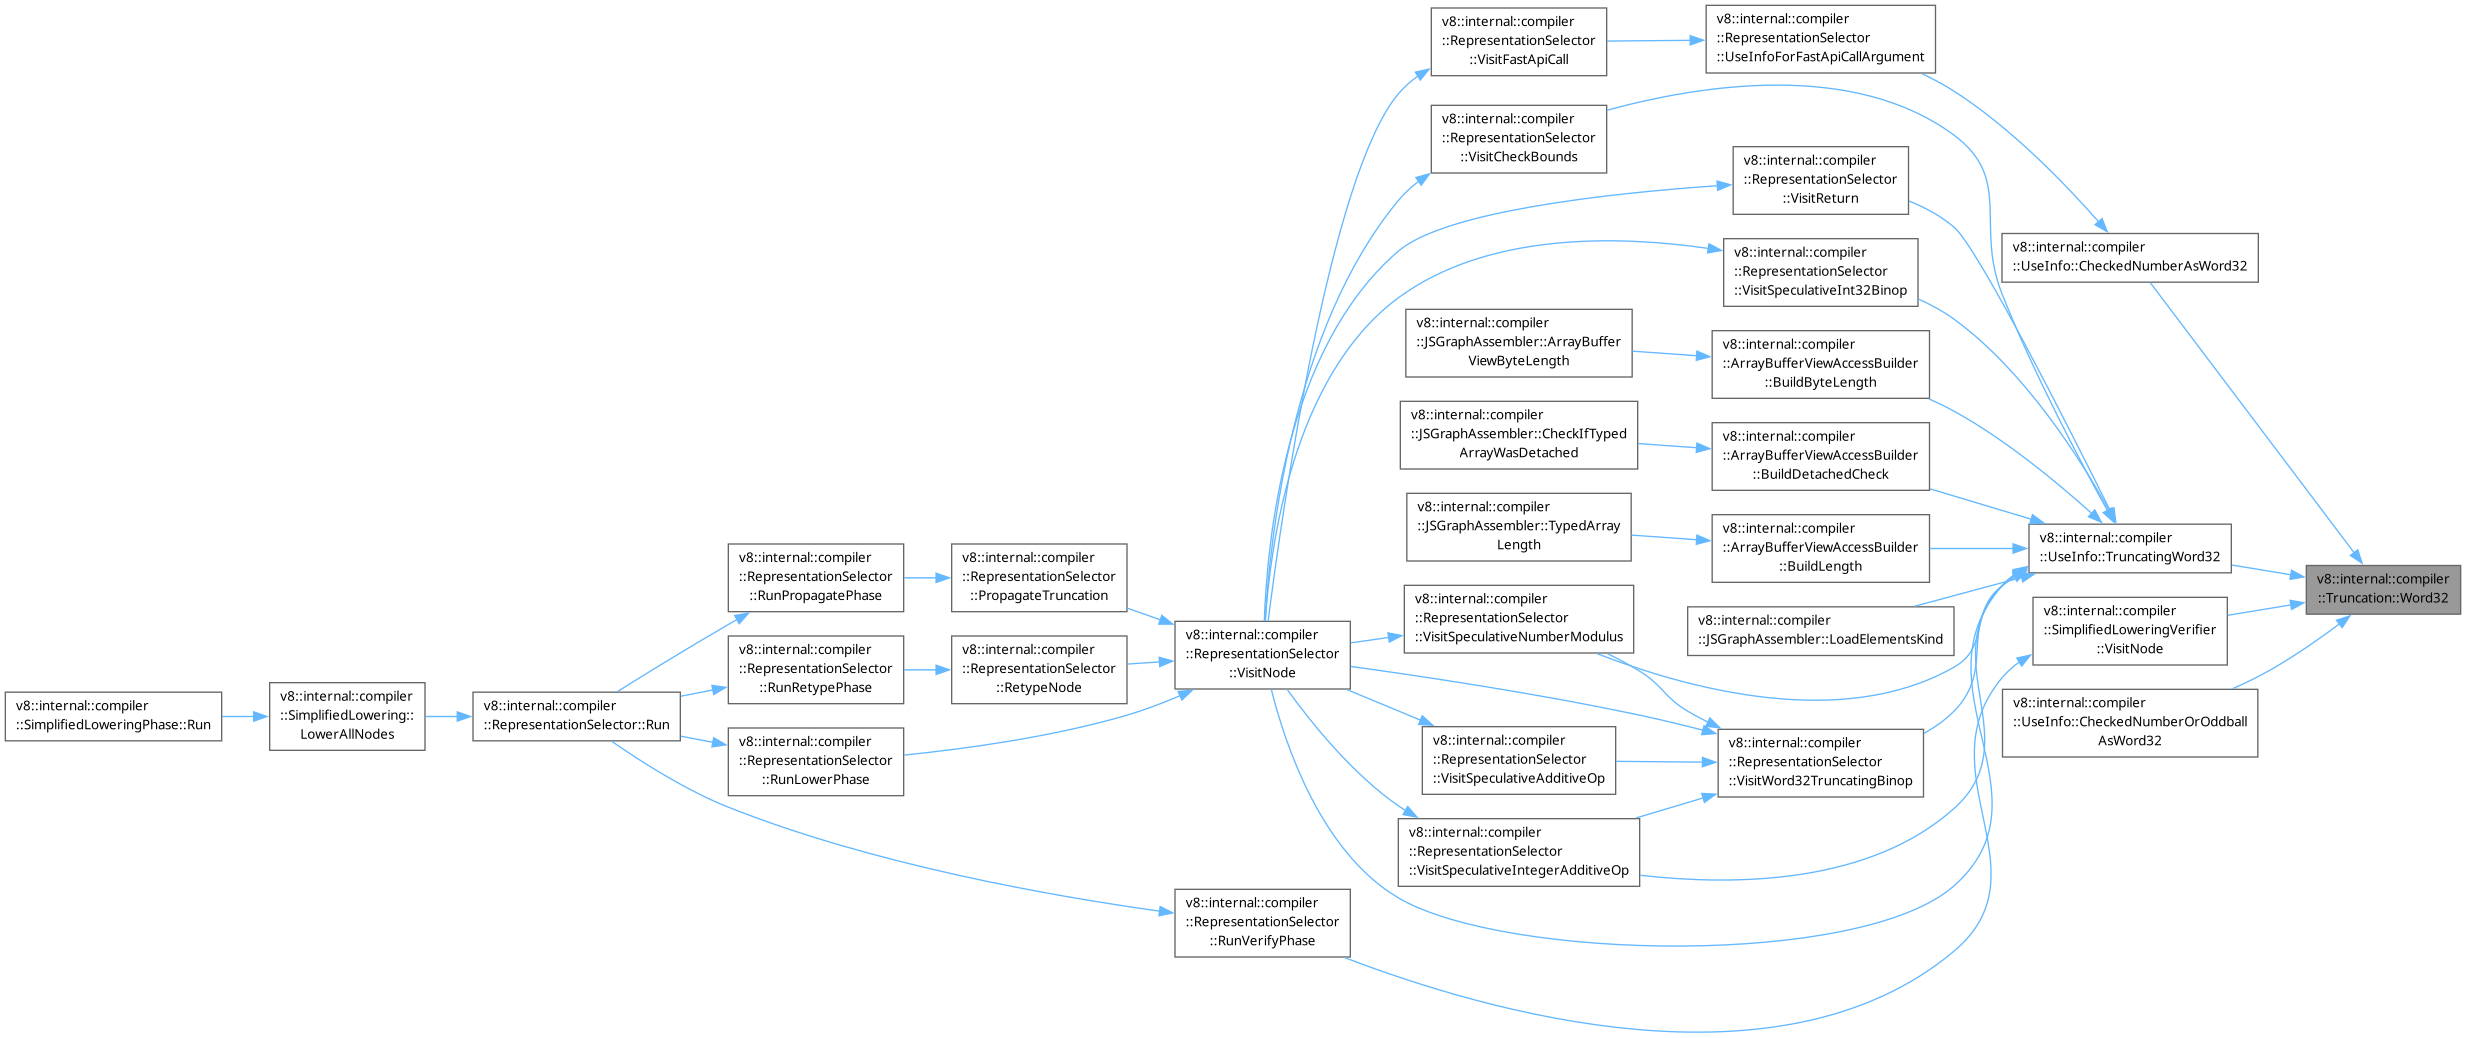 v8::internal::compiler
::RepresentationSelector
::VisitFastApiCall
v8::internal::compiler
::RepresentationSelector
::UseInfoForFastApiCallArgument
v8::internal::compiler
::RepresentationSelector
::VisitCheckBounds
v8::internal::compiler
::RepresentationSelector
::VisitReturn
v8::internal::compiler
::UseInfo::CheckedNumberAsWord32
v8::internal::compiler
::RepresentationSelector
::VisitSpeculativeInt32Binop
v8::internal::compiler
::JSGraphAssembler::ArrayBuffer
ViewByteLength
v8::internal::compiler
::ArrayBufferViewAccessBuilder
::BuildByteLength
v8::internal::compiler
::JSGraphAssembler::CheckIfTyped
ArrayWasDetached
v8::internal::compiler
::ArrayBufferViewAccessBuilder
::BuildDetachedCheck
v8::internal::compiler
::JSGraphAssembler::TypedArray
Length
v8::internal::compiler
::ArrayBufferViewAccessBuilder
::BuildLength
v8::internal::compiler
::UseInfo::TruncatingWord32
v8::internal::compiler
::Truncation::Word32
v8::internal::compiler
::RepresentationSelector
::RunPropagatePhase
v8::internal::compiler
::RepresentationSelector
::PropagateTruncation
v8::internal::compiler
::RepresentationSelector
::VisitNode
v8::internal::compiler
::RepresentationSelector
::VisitSpeculativeNumberModulus
v8::internal::compiler
::JSGraphAssembler::LoadElementsKind
v8::internal::compiler
::SimplifiedLoweringVerifier
::VisitNode
v8::internal::compiler
::RepresentationSelector
::RunRetypePhase
v8::internal::compiler
::RepresentationSelector
::RetypeNode
v8::internal::compiler
::SimplifiedLoweringPhase::Run
v8::internal::compiler
::SimplifiedLowering::
LowerAllNodes
v8::internal::compiler
::RepresentationSelector::Run
v8::internal::compiler
::UseInfo::CheckedNumberOrOddball
AsWord32
v8::internal::compiler
::RepresentationSelector
::RunLowerPhase
v8::internal::compiler
::RepresentationSelector
::VisitSpeculativeAdditiveOp
v8::internal::compiler
::RepresentationSelector
::VisitWord32TruncatingBinop
v8::internal::compiler
::RepresentationSelector
::VisitSpeculativeIntegerAdditiveOp
v8::internal::compiler
::RepresentationSelector
::RunVerifyPhase